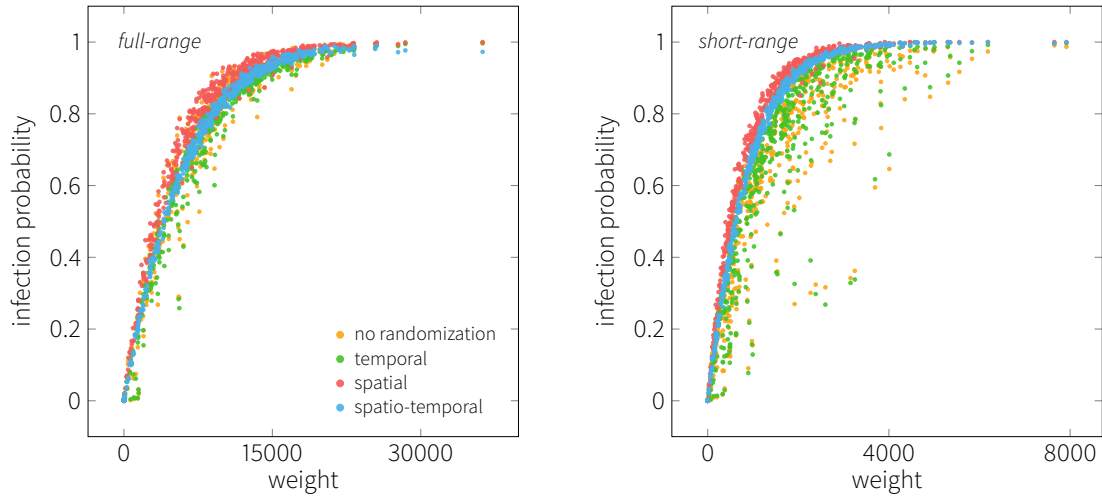 full-range
infection probability
1
0.8
0.6
0.4
0.2
0
no randomization
temporal
spatial
spatio-temporal
0
15000
30000
weight
short-range
infection probability
1
0.8
0.6
0.4
0.2
0
0
4000
8000
weight